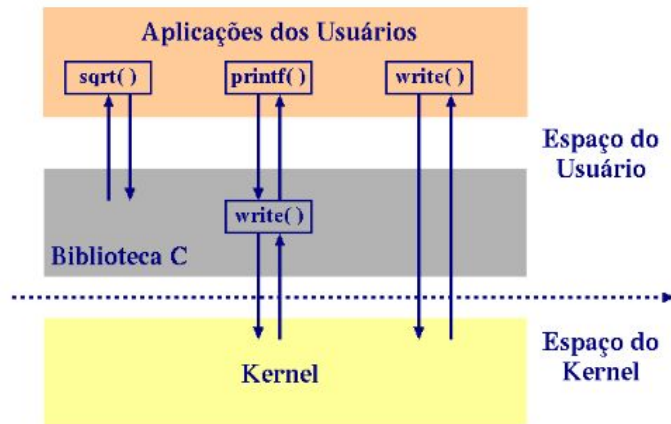 Aplicações dos Usuários
sqrt( )
printf( )
write( )
Espaço do
Usuário
write( )
Biblioteca C
Kernel
Espaço do
Kernel